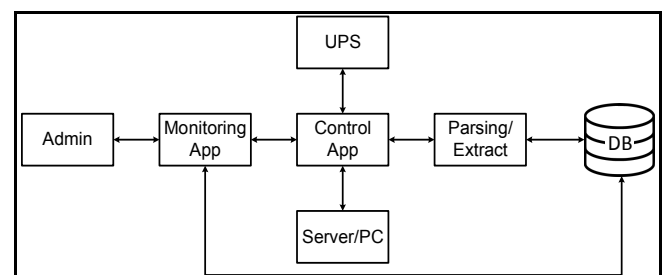 UPS
Admin
Monitoring
App
Control
App
Parsing/
Extract
DB
Server/PC